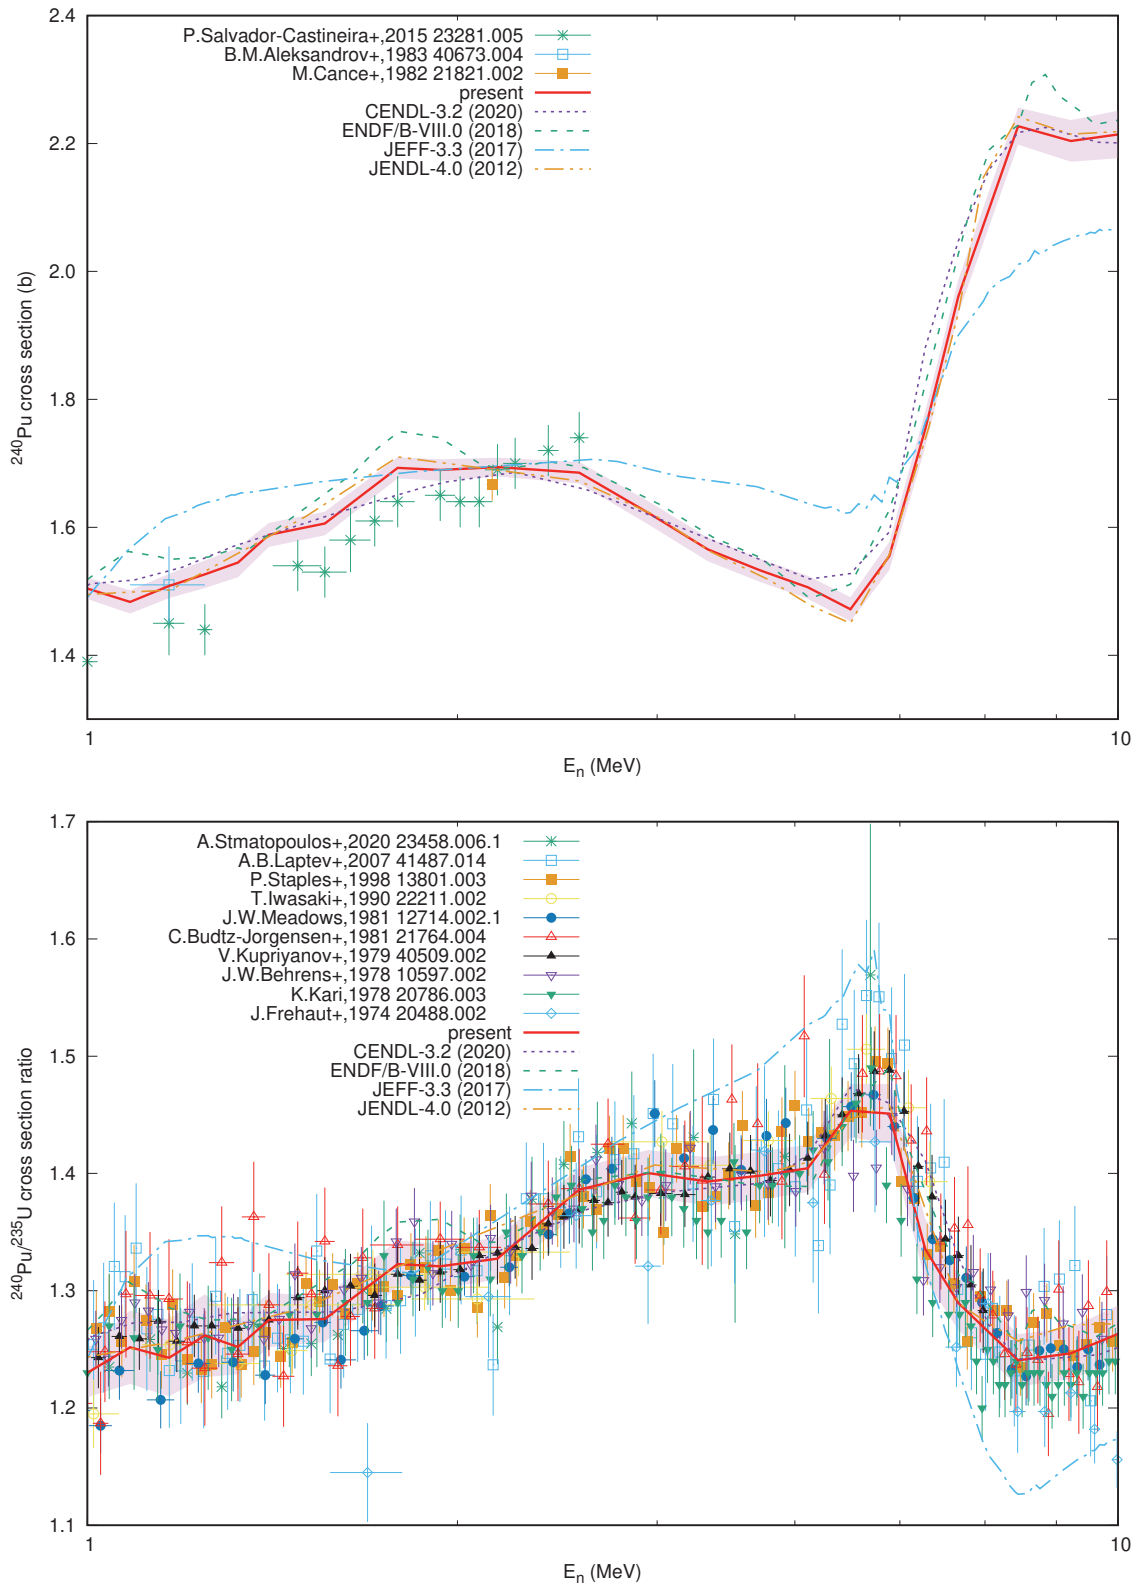 2.4
2.2
2.0
1.8
1.6
1.4
²⁴⁰Pu cross section (b)
P.Salvador-Castineira+,2015 23281.005
B.M.Aleksandrov+,1983 40673.004
M.Cance+,1982 21821.002
present
CENDL-3.2 (2020)
ENDF/B-VIII.0 (2018)
JEFF-3.3 (2017)
JENDL-4.0 (2012)
1 10
Eₙ (MeV)
1.7
1.6
1.5
1.4
1.3
1.2
1.1
²⁴⁰Pu/²³⁵U cross section ratio
A.Stmatopoulos+,2020 23458.006.1
A.B.Laptev+,2007 41487.014
P.Staples+,1998 13801.003
T.Iwasaki+,1990 22211.002
J.W.Meadows,1981 12714.002.1
C.Budtz-Jorgensen+,1981 21764.004
V.Kupriyanov+,1979 40509.002
J.W.Behrens+,1978 10597.002
K.Kari,1978 20786.003
J.Frehaut+,1974 20488.002
present
CENDL-3.2 (2020)
ENDF/B-VIII.0 (2018)
JEFF-3.3 (2017)
JENDL-4.0 (2012)
1 10
Eₙ (MeV)